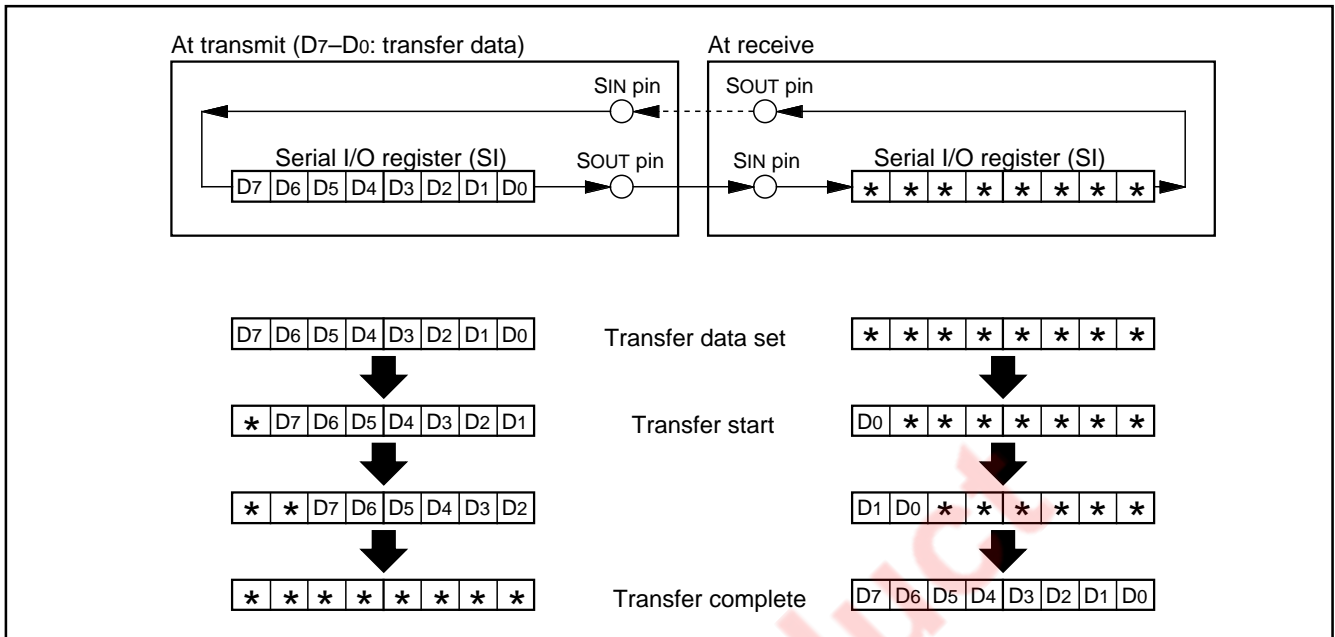 At transmit (D7–D0: transfer data) At receive
SIN pin SOUT pin
Serial I/O register (SI) SOUT pin SIN pin Serial I/O register (SI)
D7 D6 D5 D4 D3 D2 D1 D0 * * * * * * * *
D7 D6 D5 D4 D3 D2 D1 D0 Transfer data set * * * * * * * *
* D7 D6 D5 D4 D3 D2 D1 Transfer start D0 * * * * * * *
* * D7 D6 D5 D4 D3 D2 D1 D0 * * * * * *
* * * * * * * * Transfer complete D7 D6 D5 D4 D3 D2 D1 D0
uct